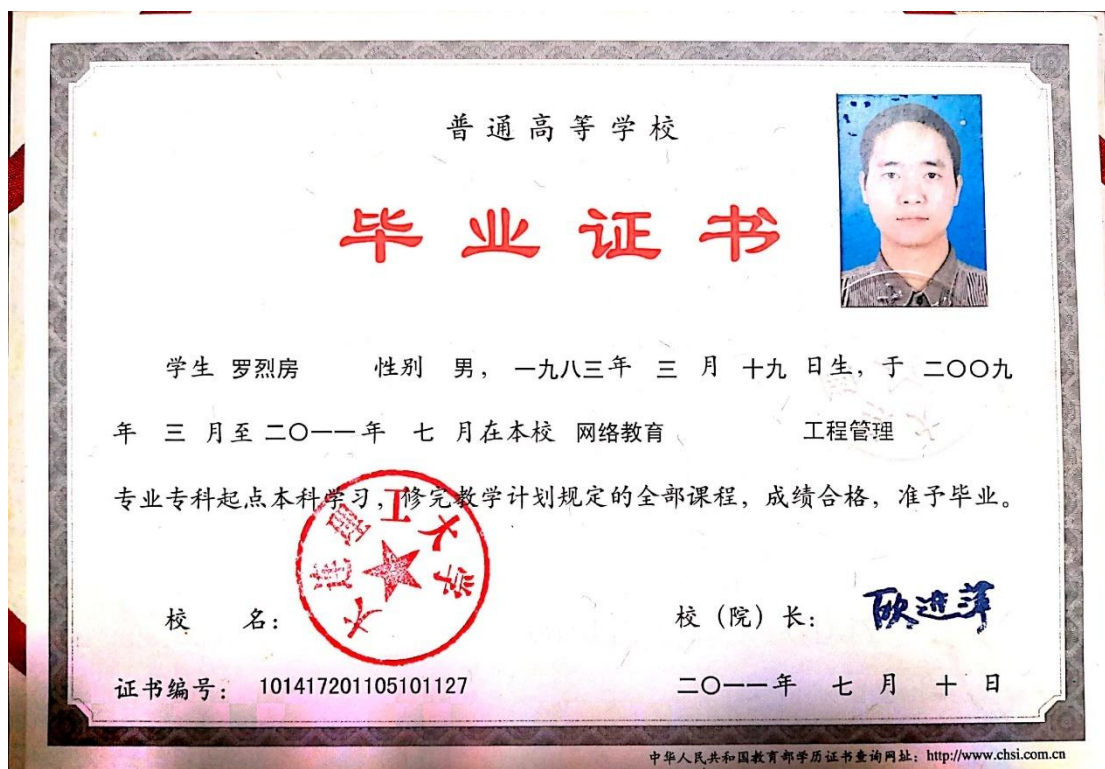 普通高等学校
毕业证书
学生 罗烈房 性别 男，一九八三年 三 月 十九 日生，于 二〇〇九
年 三 月至 二〇一一年 七 月在本校 网络教育、 工程管理
专业专科起点本科学习，修完教学计划规定的全部课程，成绩合格，准予毕业。
大连理工大学
校 名： 校（院）长： 欧进萍
证书编号： 101417201105101127 二〇一一年 七 月 十 日
中华人民共和国教育部学历证书查询网址：http://www.chsi.com.cn